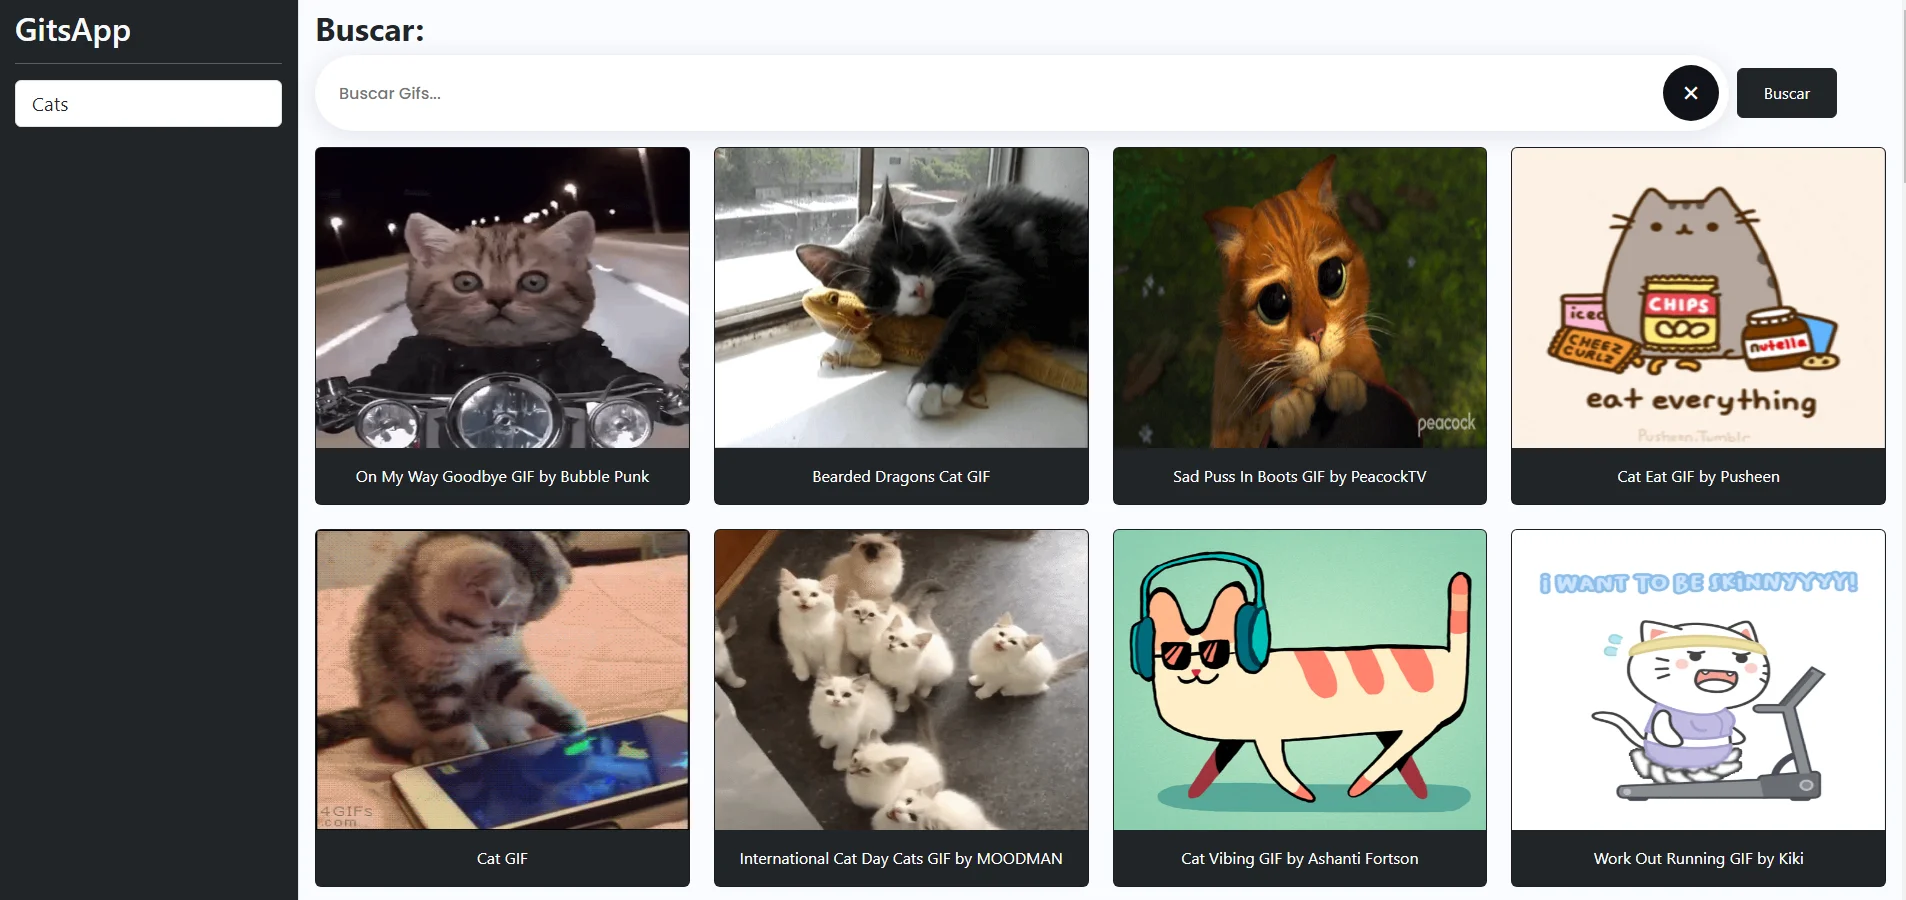 GitsApp
Cats
Buscar:
Buscar Gifs...
Buscar
peacock
CHIPS
iced
CHEEZ
CURLZ
nutella
eat everything
Pusheen.Tumblr
On My Way Goodbye GIF by Bubble Punk
Bearded Dragons Cat GIF
Sad Puss In Boots GIF by PeacockTV
Cat Eat GIF by Pusheen
4GIFs
.com
i WANT TO BE SKiNNYYYY!
Cat GIF
International Cat Day Cats GIF by MOODMAN
Cat Vibing GIF by Ashanti Fortson
Work Out Running GIF by Kiki